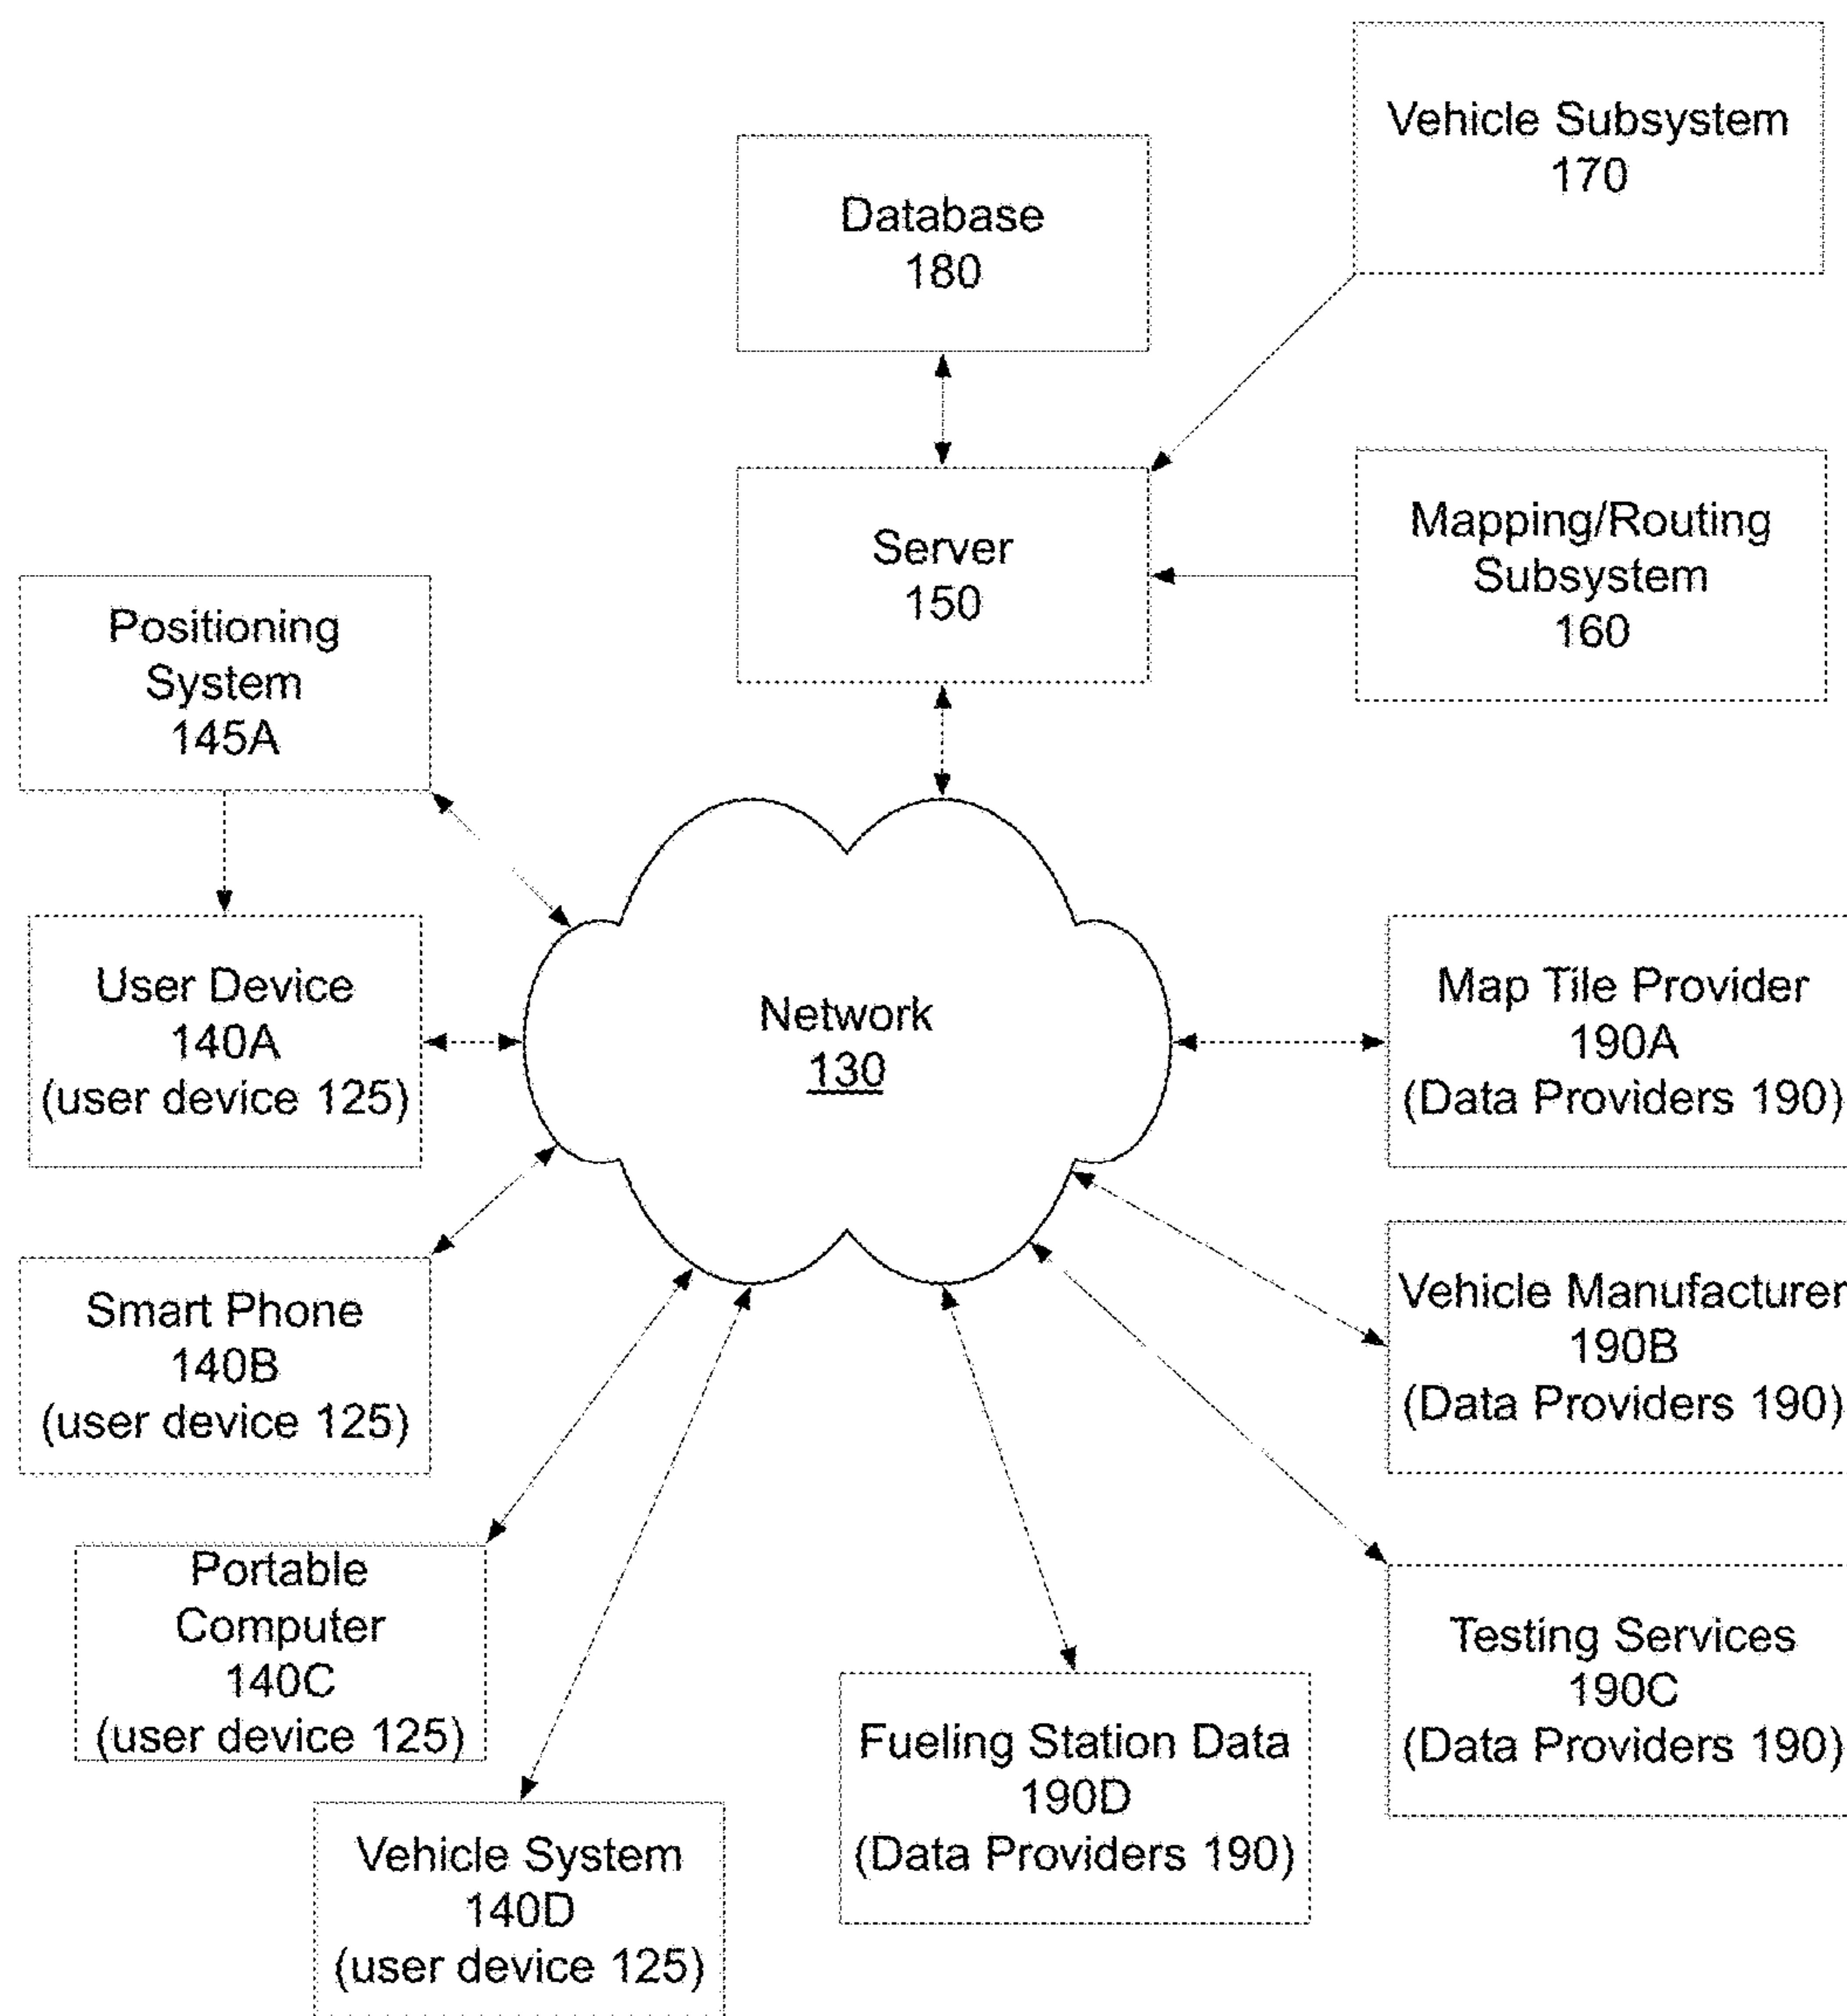 Vehicle Subsystem
170
Database
180
Server
150
Mapping/Routing
Subsystem
160
Positioning
System
145A
User Device
140A
(user device 125)
Network
130
Map Tile Provider
190A
(Data Providers 190)
Smart Phone
140B
(user device 125)
Vehicle Manufacturer
190B
(Data Providers 190)
Portable
Computer
140C
(user device 125)
Testing Services
190C
(Data Providers 190)
Fueling Station Data
190D
(Data Providers 190)
Vehicle System
140D
(user device 125)